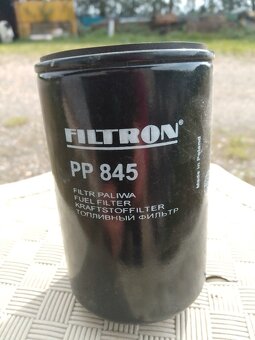 FILTRON®
PP 845
FILTR PALIWA
FUEL FILTER
KRAFTSTOFFILTER
ТОПЛИВНЫЙ ФИЛЬТР
Made in Poland